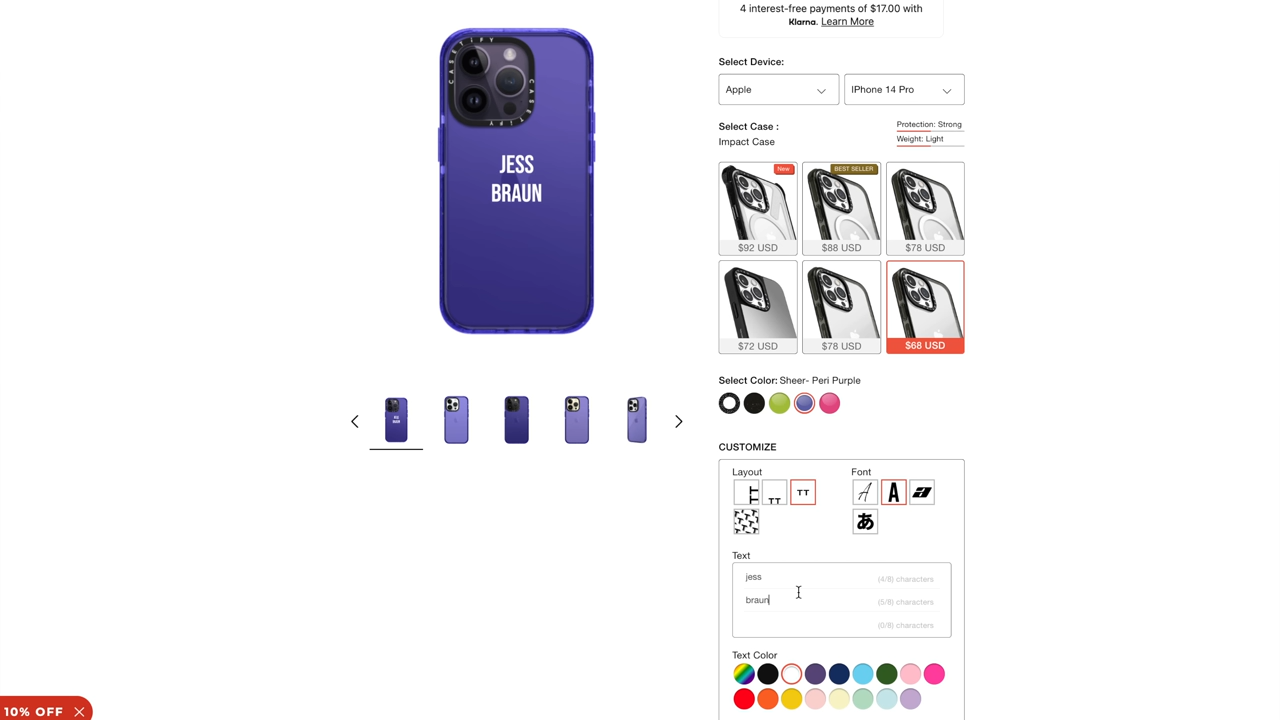 4 interest-free payments of $17.00 with
Klarna. Learn More
CASETIFY
CASETIFY
CASETIFY
JESS
BRAUN
Select Device:
Apple
IPhone 14 Pro
Select Case :
Impact Case
Protection: Strong
Weight: Light
New
BEST SELLER
$92 USD
$88 USD
$78 USD
$72 USD
$78 USD
$68 USD
Select Color: Sheer- Peri Purple
CUSTOMIZE
Layout
Font
T T
TT
TT
A
A
a
あ
Text
jess
(4/8) characters
braun
(5/8) characters
(0/8) characters
Text Color
10% OFF